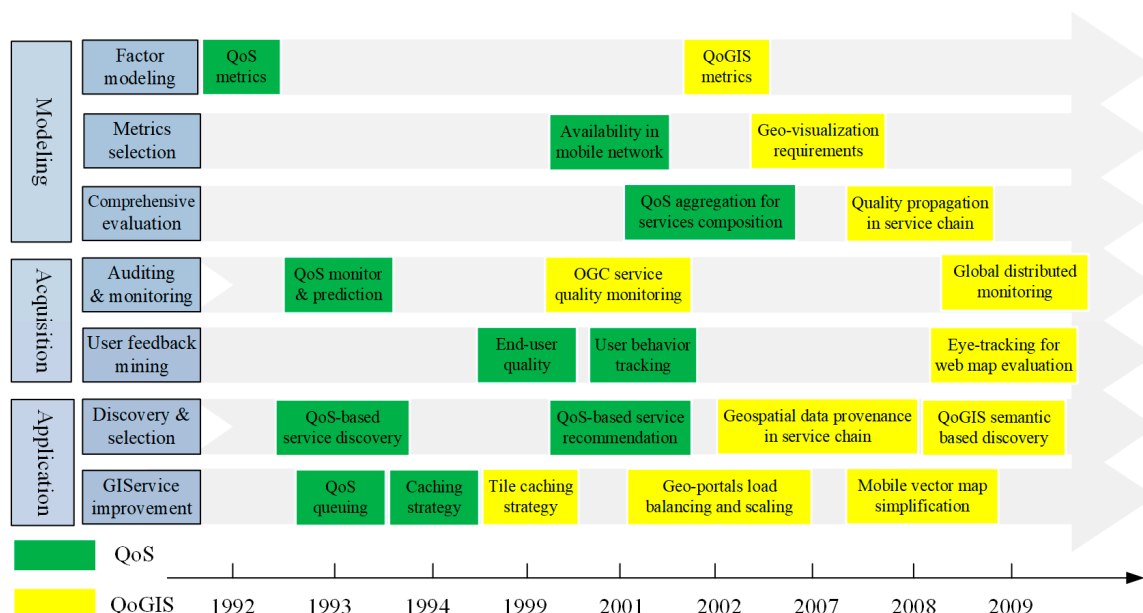 Modeling
Factor
modeling
QoS
metrics
QoGIS
metrics
Metrics
selection
Availability in
mobile network
Geo-visualization
requirements
Comprehensive
evaluation
QoS aggregation for
services composition
Quality propagation
in service chain
Acquisition
Auditing
& monitoring
QoS monitor
& prediction
OGC service
quality monitoring
Global distributed
monitoring
User feedback
mining
End-user
quality
User behavior
tracking
Eye-tracking for
web map evaluation
Application
Discovery &
selection
QoS-based
service discovery
QoS-based service
recommendation
Geospatial data provenance
in service chain
QoGIS semantic
based discovery
GIService
improvement
QoS
queuing
Caching
strategy
Tile caching
strategy
Geo-portals load
balancing and scaling
Mobile vector map
simplification
QoS
QoGIS
1992 1993 1994 1999 2001 2002 2007 2008 2009